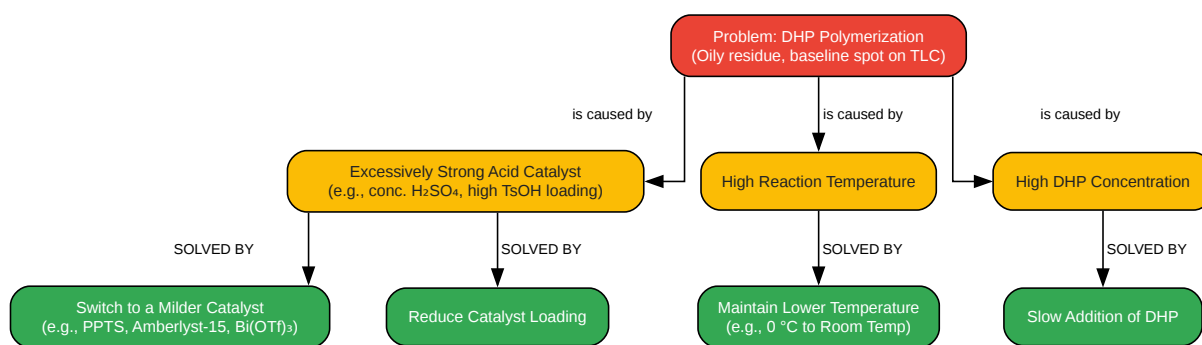 Problem: DHP Polymerization
(Oily residue, baseline spot on TLC)
is caused by
is caused by
is caused by
Excessively Strong Acid Catalyst
(e.g., conc. H₂SO₄, high TsOH loading)
High Reaction Temperature
High DHP Concentration
SOLVED BY
SOLVED BY
SOLVED BY
SOLVED BY
Switch to a Milder Catalyst
(e.g., PPTS, Amberlyst-15, Bi(OTf)₃)
Reduce Catalyst Loading
Maintain Lower Temperature
(e.g., 0 °C to Room Temp)
Slow Addition of DHP